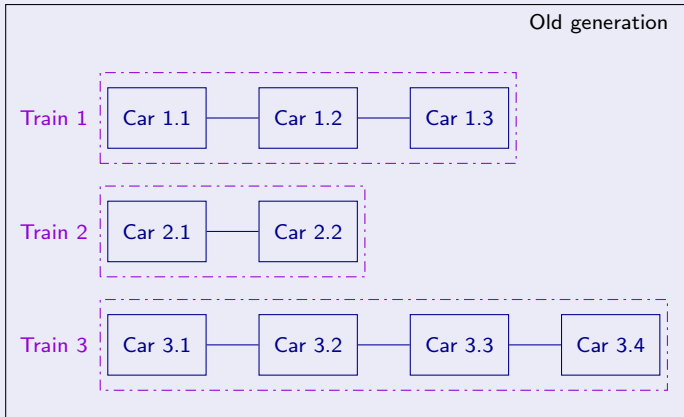 Old generation
Train 1 Car 1.1 Car 1.2 Car 1.3
Train 2 Car 2.1 Car 2.2
Train 3 Car 3.1 Car 3.2 Car 3.3 Car 3.4